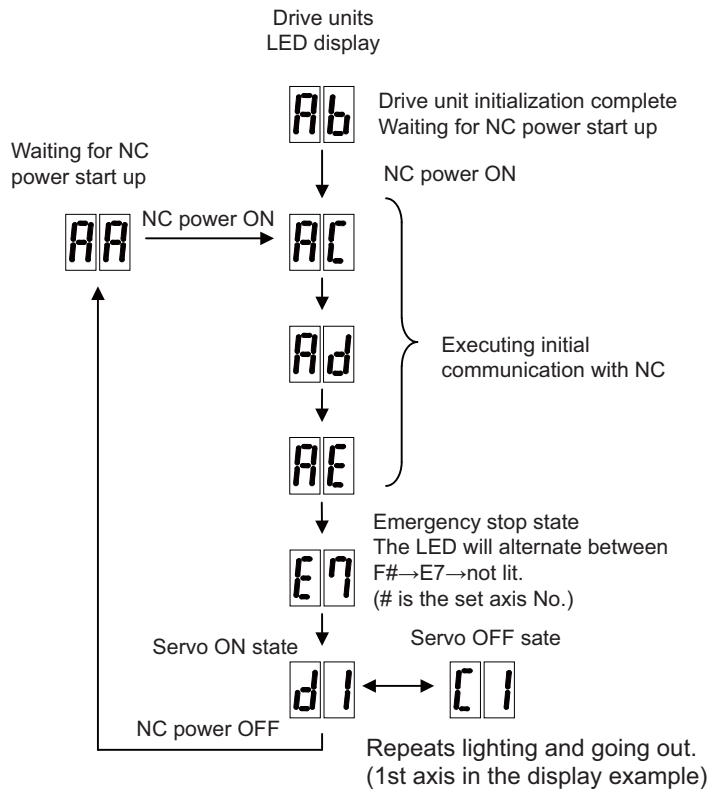 Drive units
LED display
Ab
Drive unit initialization complete
Waiting for NC power start up
Waiting for NC
power start up
NC power ON
AA
NC power ON
AC
Ad
Executing initial
communication with NC
AE
Emergency stop state
The LED will alternate between
F#→E7→not lit.
(# is the set axis No.)
E7
Servo ON state
Servo OFF sate
d1
C1
NC power OFF
Repeats lighting and going out.
(1st axis in the display example)